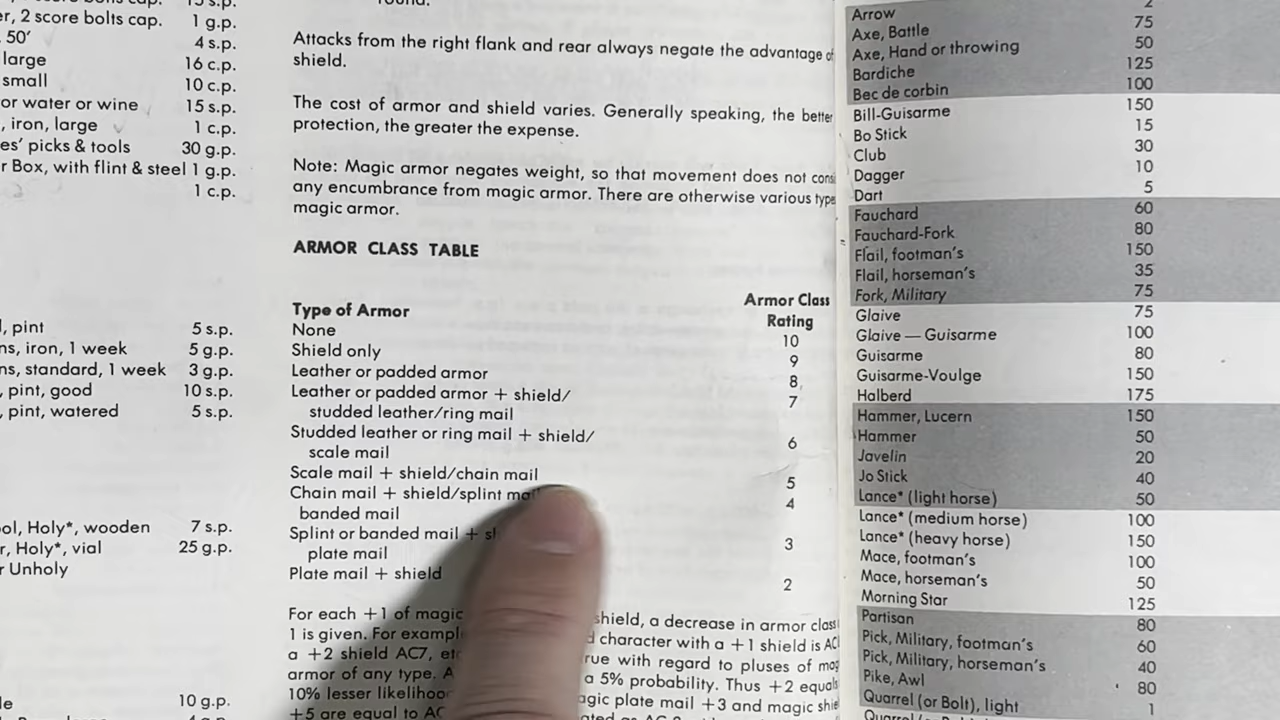 r, 2 score bolts cap. 1 g.p.
50' 4 s.p.
large 16 c.p.
small 10 c.p.
or water or wine 15 s.p.
, iron, large 1 c.p.
es' picks & tools 30 g.p.
r Box, with flint & steel 1 g.p.
1 c.p.
, pint 5 s.p.
ns, iron, 1 week 5 g.p.
ns, standard, 1 week 3 g.p.
, pint, good 10 s.p.
, pint, watered 5 s.p.
ol, Holy*, wooden 7 s.p.
r, Holy*, vial 25 g.p.
r Unholy
10 g.p.
round.
Attacks from the right flank and rear always negate the advantage of
shield.
The cost of armor and shield varies. Generally speaking, the better
protection, the greater the expense.
Note: Magic armor negates weight, so that movement does not cons
any encumbrance from magic armor. There are otherwise various type
magic armor.
ARMOR CLASS TABLE
Type of Armor Armor Class Rating
None 10
Shield only 9
Leather or padded armor 8
Leather or padded armor + shield/ 7
studded leather/ring mail
Studded leather or ring mail + shield/ 6
scale mail
Scale mail + shield/chain mail 5
Chain mail + shield/splint mail 4
banded mail
Splint or banded mail + sh 3
plate mail
Plate mail + shield 2
For each +1 of magic shield, a decrease in armor class
1 is given. For exampl d character with a +1 shield is AC
a +2 shield AC7, etc rue with regard to pluses of mag
armor of any type. A a 5% probability. Thus +2 equals
10% lesser likelihoo agic plate mail +3 and magic shie
+5 are equal to AC
Arrow 2
Axe, Battle 75
Axe, Hand or throwing 50
Bardiche 125
Bec de corbin 100
Bill-Guisarme 150
Bo Stick 15
Club 30
Dagger 10
Dart 5
Fauchard 60
Fauchard-Fork 80
Flail, footman's 150
Flail, horseman's 35
Fork, Military 75
Glaive 75
Glaive — Guisarme 100
Guisarme 80
Guisarme-Voulge 150
Halberd 175
Hammer, Lucern 150
Hammer 50
Javelin 20
Jo Stick 40
Lance* (light horse) 50
Lance* (medium horse) 100
Lance* (heavy horse) 150
Mace, footman's 100
Mace, horseman's 50
Morning Star 125
Partisan 80
Pick, Military, footman's 60
Pick, Military, horseman's 40
Pike, Awl 80
Quarrel (or Bolt), light 1